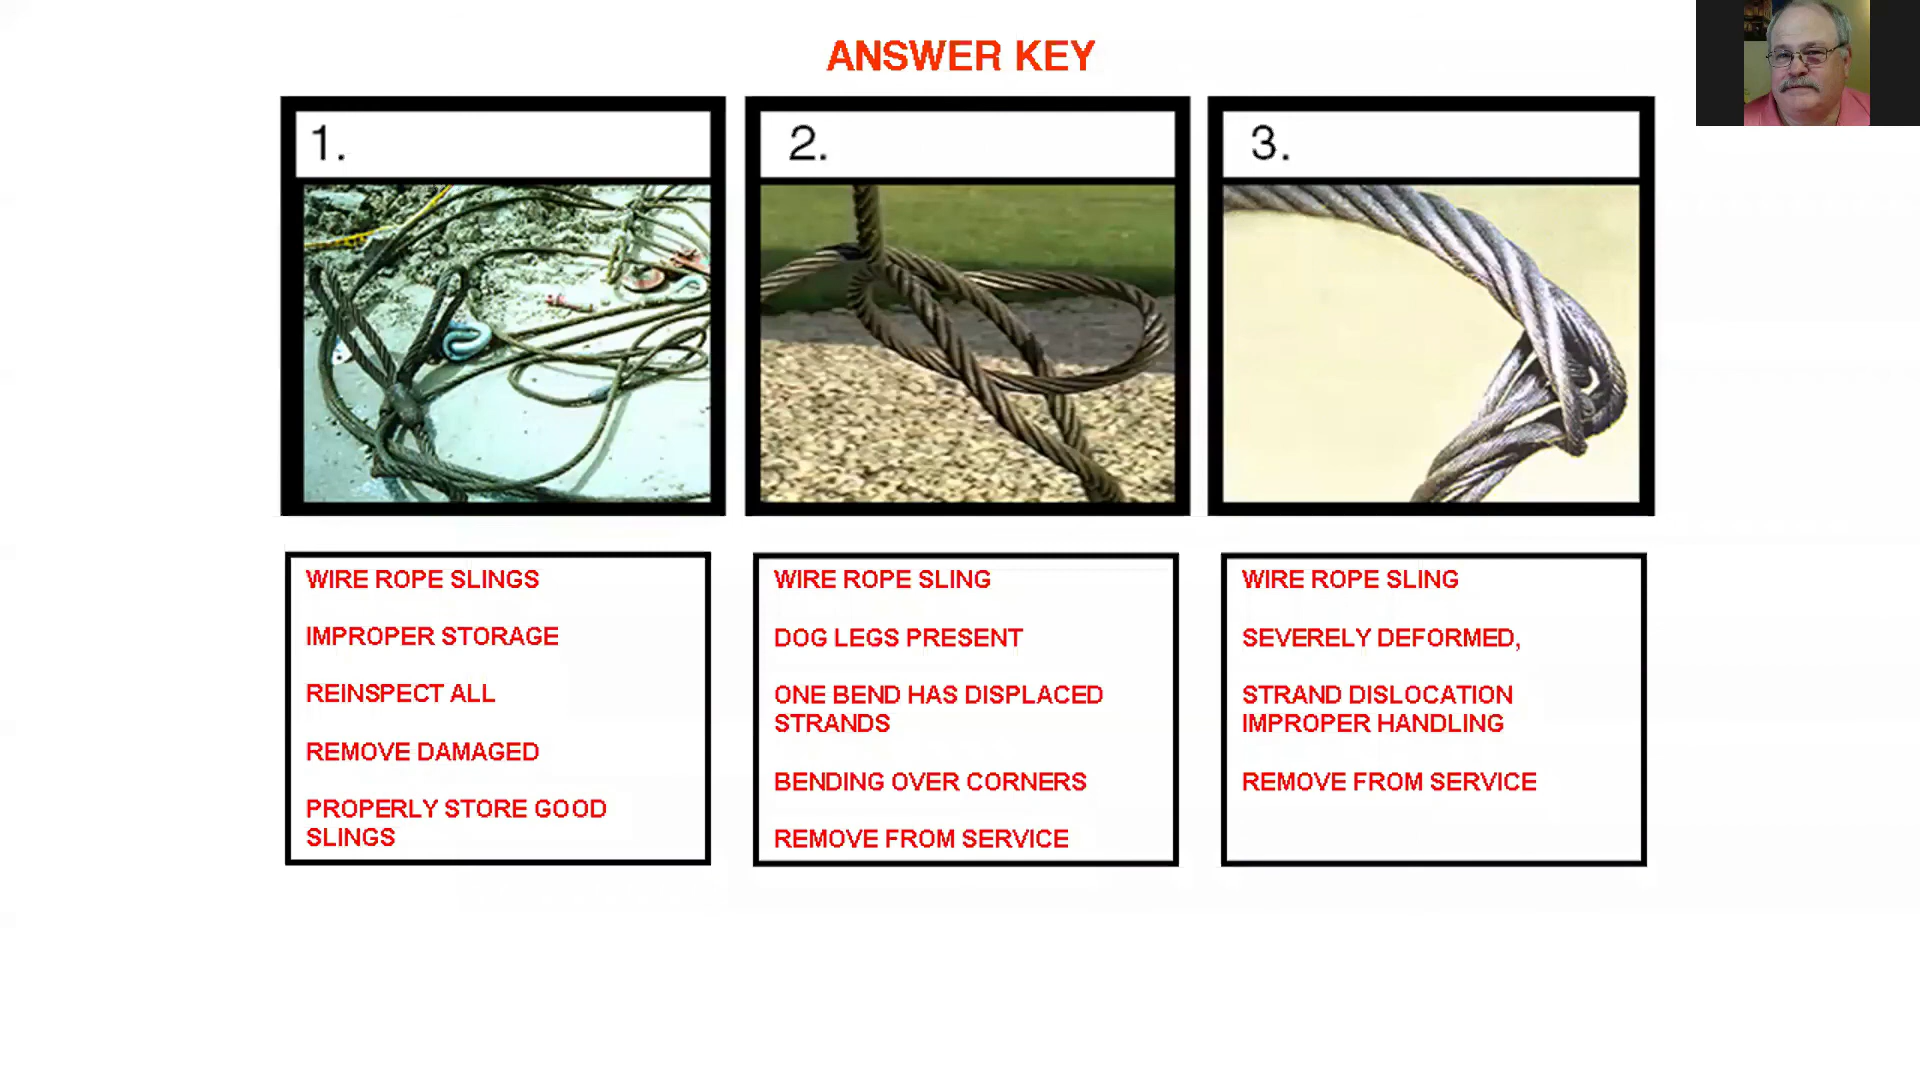 ANSWER KEY
1.
2.
3.
WIRE ROPE SLINGS
IMPROPER STORAGE
REINSPECT ALL
REMOVE DAMAGED
PROPERLY STORE GOOD
SLINGS
WIRE ROPE SLING
DOG LEGS PRESENT
ONE BEND HAS DISPLACED
STRANDS
BENDING OVER CORNERS
REMOVE FROM SERVICE
WIRE ROPE SLING
SEVERELY DEFORMED,
STRAND DISLOCATION
IMPROPER HANDLING
REMOVE FROM SERVICE